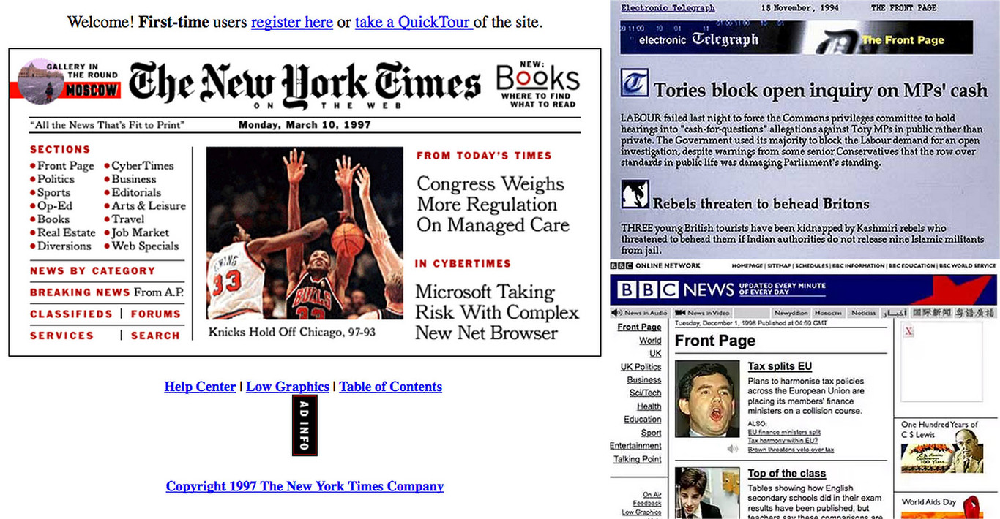 Welcome! First-time users register here or take a QuickTour of the site.
GALLERY IN
THE ROUND
MOSCOW
The New York Times
ON THE WEB
NEW:
BOOKS
WHERE TO FIND
WHAT TO READ
"All the News That's Fit to Print"
Monday, March 10, 1997
SECTIONS
Front Page
Politics
Sports
Op-Ed
Books
Real Estate
Diversions
CyberTimes
Business
Editorials
Arts & Leisure
Travel
Job Market
Web Specials
NEWS BY CATEGORY
BREAKING NEWS From A.P.
CLASSIFIEDS | FORUMS
SERVICES | SEARCH
EWING
33
BULLS
33
Knicks Hold Off Chicago, 97-93
FROM TODAY'S TIMES
Congress Weighs
More Regulation
On Managed Care
IN CYBERTIMES
Microsoft Taking
Risk With Complex
New Net Browser
Help Center | Low Graphics | Table of Contents
AD INFO
Copyright 1997 The New York Times Company
Electronic Telegraph 18 November, 1994 THE FRONT PAGE
electronic Telegraph
The Front Page
Tories block open inquiry on MPs' cash
LABOUR failed last night to force the Commons privileges committee to hold
hearings into "cash-for-questions" allegations against Tory MPs in public rather than
private. The Government used its majority to block the Labour demand for an open
investigation, despite warnings from some senior Conservatives that the row over
standards in public life was damaging Parliament's standing.
Rebels threaten to behead Britons
THREE young British tourists have been kidnapped by Kashmiri rebels who
threatened to behead them if Indian authorities do not release nine Islamic militants
from jail.
BBC ONLINE NETWORK
HOMEPAGE | SITEMAP | SCHEDULES | BBC INFORMATION | BBC EDUCATION | BBC WORLD SERVICE
BBC NEWS
UPDATED EVERY MINUTE
OF EVERY DAY
News in Audio
News in Video
Newyddion
Новости
Noticias
أخبار
国际新闻
粤語廣播
Tuesday, December 1, 1998 Published at 04:59 GMT
Front Page
World
UK
UK Politics
Business
Sci/Tech
Health
Education
Sport
Entertainment
Talking Point
On Air
Feedback
Low Graphics
Front Page
Tax splits EU
Plans to harmonise tax policies
across the European Union are
placing its members' finance
ministers on a collision course.
ALSO:
EU finance ministers split
Tax harmony within EU?
Brown threatens veto over tax
Top of the class
Tables showing how English
secondary schools did in their exam
results have been published, but
teachers say these comparisons are
One Hundred Years of
C S Lewis
100 Years
World Aids Day